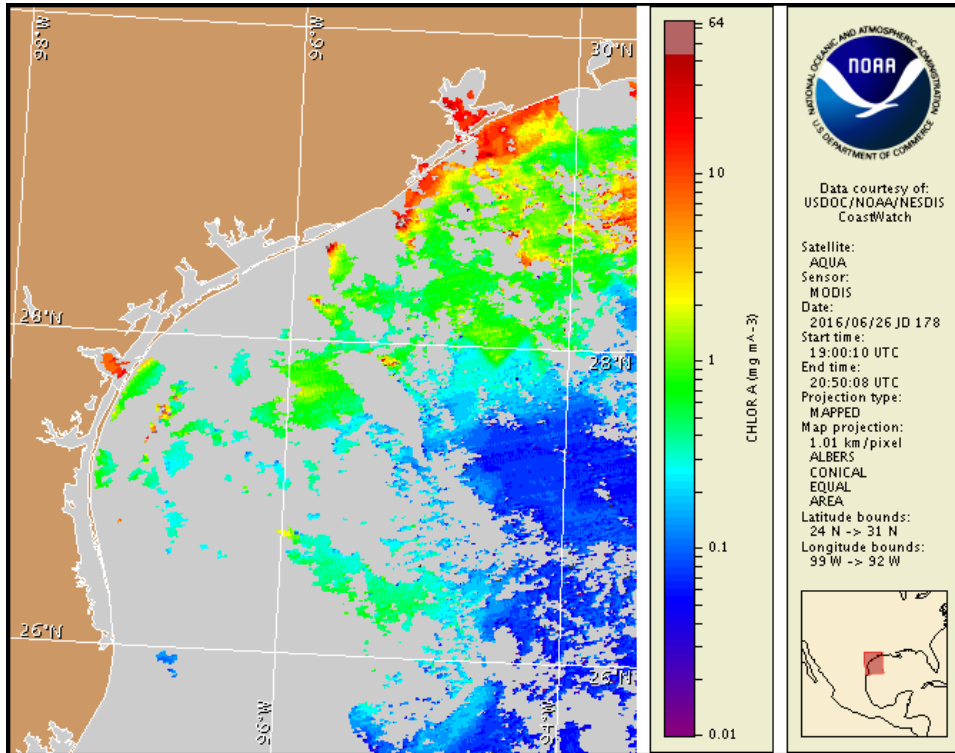 98°W
96°W
30°N
28°N
28°N
26°N
26°N
96°W
94°W
64
10
1
0.1
0.01
CHLOR A (mg m^-3)
NATIONAL OCEANIC AND ATMOSPHERIC ADMINISTRATION
NOAA
U.S. DEPARTMENT OF COMMERCE
Data courtesy of:
USDOC/NOAA/NESDIS
CoastWatch
Satellite:
AQUA
Sensor:
MODIS
Date:
2016/06/26 JD 178
Start time:
19:00:10 UTC
End time:
20:50:08 UTC
Projection type:
MAPPED
Map projection:
1.01 km/pixel
ALBERS
CONICAL
EQUAL
AREA
Latitude bounds:
24 N -> 31 N
Longitude bounds:
99 W -> 92 W